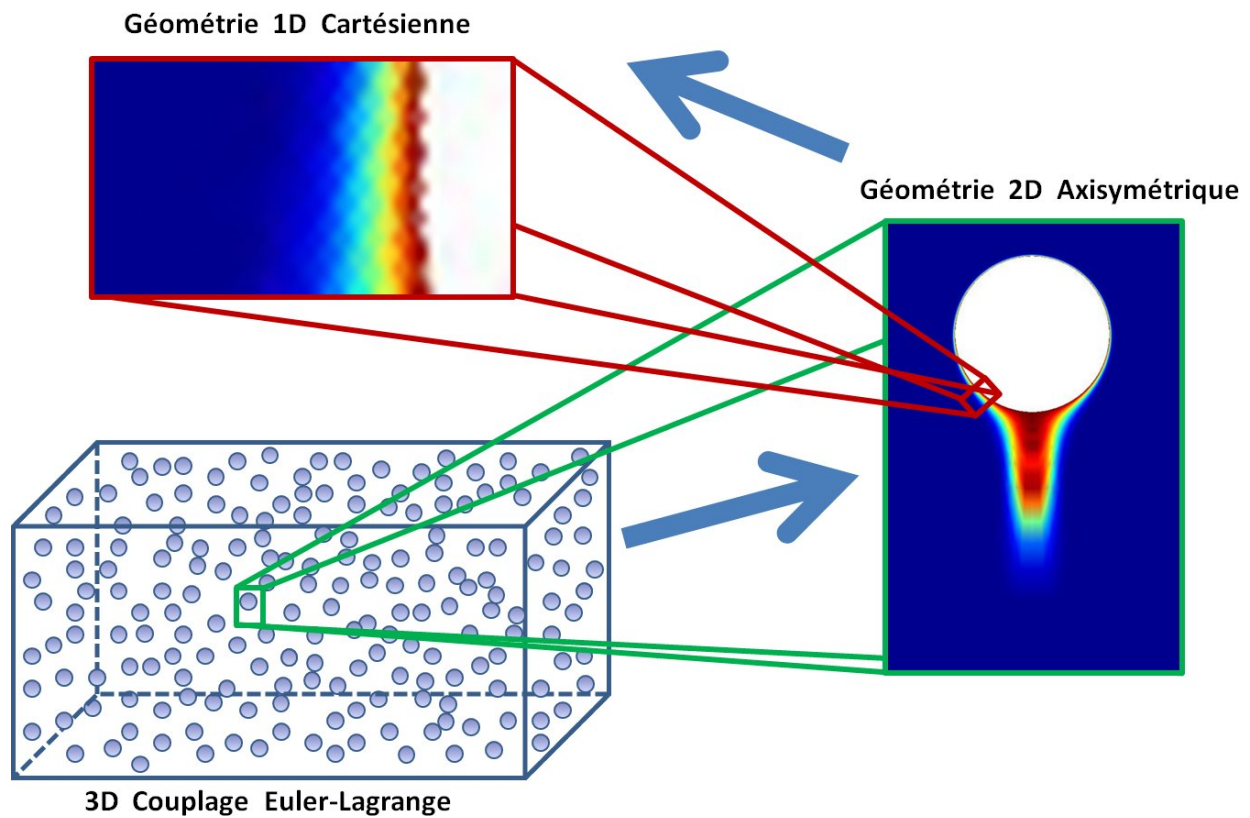 Géométrie 1D Cartésienne
Géométrie 2D Axisymétrique
3D Couplage Euler-Lagrange